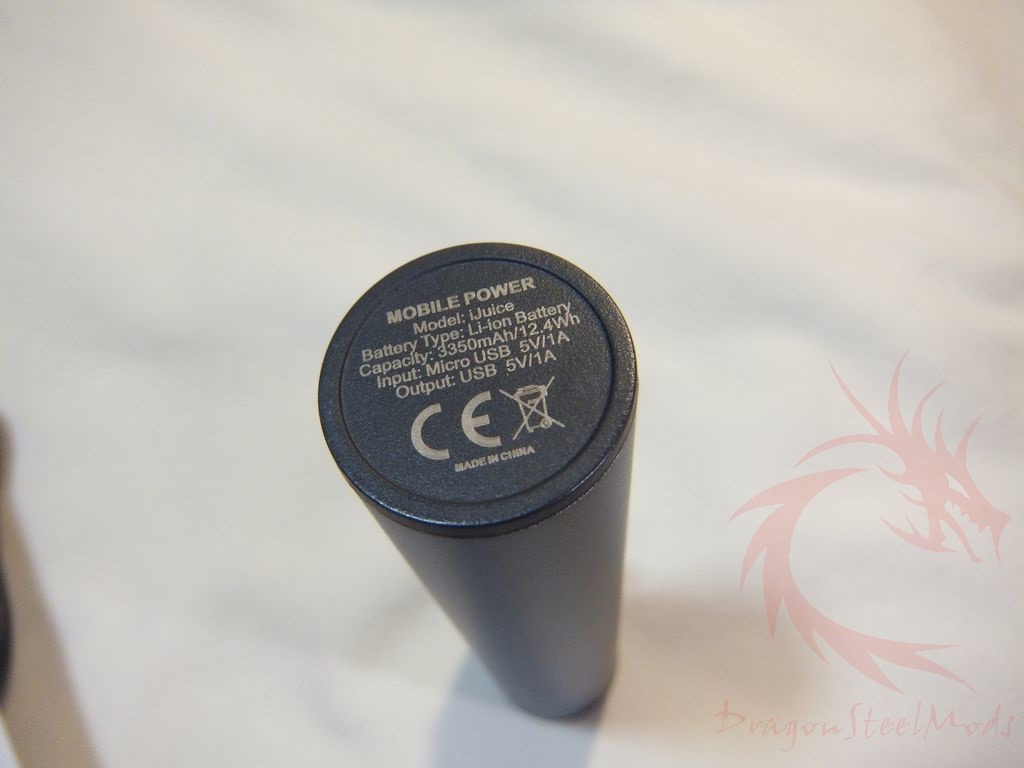 MOBILE POWER
Model: iJuice
Battery Type: Li-ion Battery
Capacity: 3350mAh/12.4Wh
Input: Micro USB 5V/1A
Output: USB 5V/1A
CE
MADE IN CHINA
DragonSteelMods